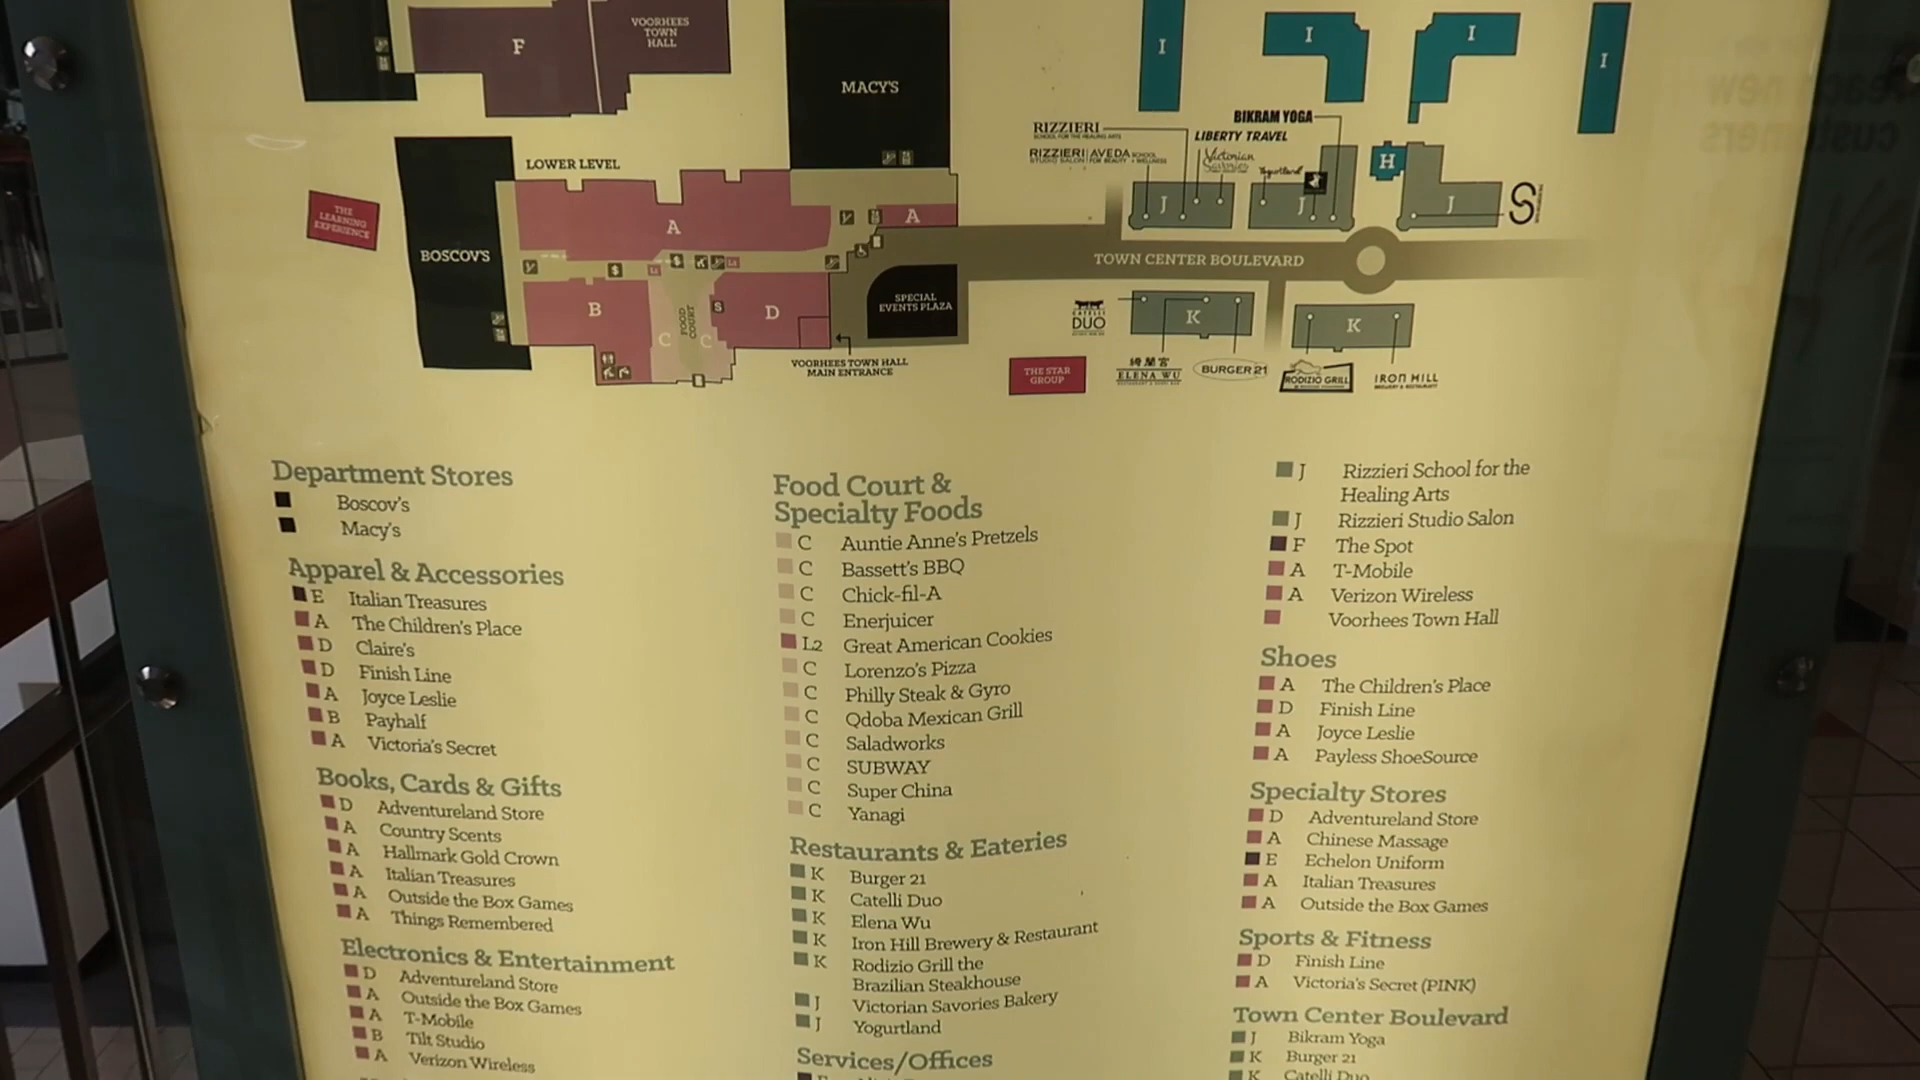 F
VOORHEES
TOWN
HALL
MACY'S
I
I
I
I
BIKRAM YOGA
RIZZIERI
LIBERTY TRAVEL
RIZZIERI AVEDA SCHOOL
Victorian
Savories
Yogurtland
H
LOWER LEVEL
THE
LEARNING
EXPERIENCE
BOSCOV'S
A
A
J
J
J
S
TOWN CENTER BOULEVARD
B
FOOD
COURT
C
C
S
D
SPECIAL
EVENTS PLAZA
VOORHEES TOWN HALL
MAIN ENTRANCE
CATELLI
DUO
K
K
THE STAR
GROUP
ELENA WU
BURGER 21
RODIZIO GRILL
IRON HILL
Department Stores
Boscov's
Macy's
Apparel & Accessories
E Italian Treasures
A The Children's Place
D Claire's
D Finish Line
A Joyce Leslie
B Payhalf
A Victoria's Secret
Books, Cards & Gifts
D Adventureland Store
A Country Scents
A Hallmark Gold Crown
A Italian Treasures
A Outside the Box Games
A Things Remembered
Electronics & Entertainment
D Adventureland Store
A Outside the Box Games
A T-Mobile
B Tilt Studio
A Verizon Wireless
Food Court &
Specialty Foods
C Auntie Anne's Pretzels
C Bassett's BBQ
C Chick-fil-A
C Enerjuicer
L2 Great American Cookies
C Lorenzo's Pizza
C Philly Steak & Gyro
C Qdoba Mexican Grill
C Saladworks
C SUBWAY
C Super China
C Yanagi
Restaurants & Eateries
K Burger 21
K Catelli Duo
K Elena Wu
K Iron Hill Brewery & Restaurant
K Rodizio Grill the
Brazilian Steakhouse
J Victorian Savories Bakery
J Yogurtland
Services/Offices
J Rizzieri School for the
Healing Arts
J Rizzieri Studio Salon
F The Spot
A T-Mobile
A Verizon Wireless
Voorhees Town Hall
Shoes
A The Children's Place
D Finish Line
A Joyce Leslie
A Payless ShoeSource
Specialty Stores
D Adventureland Store
A Chinese Massage
E Echelon Uniform
A Italian Treasures
A Outside the Box Games
Sports & Fitness
D Finish Line
A Victoria's Secret (PINK)
Town Center Boulevard
J Bikram Yoga
K Burger 21
K Catelli Duo